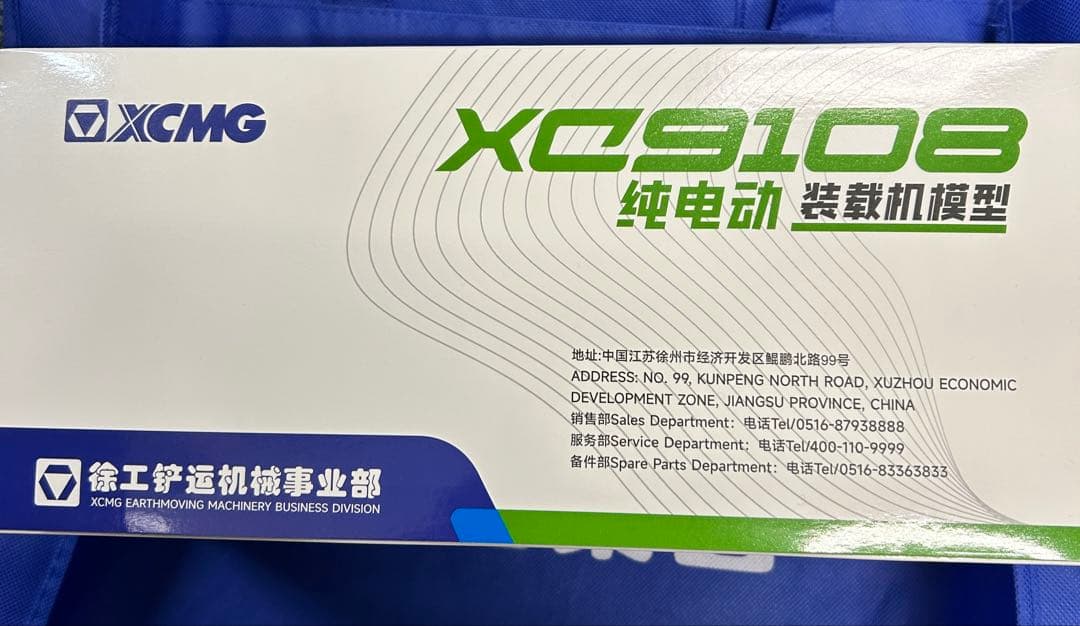 XCMG
XC9108
纯电动 装载机模型
地址:中国江苏徐州市经济开发区鲲鹏北路99号
ADDRESS: NO. 99, KUNPENG NORTH ROAD, XUZHOU ECONOMIC
DEVELOPMENT ZONE, JIANGSU PROVINCE, CHINA
销售部Sales Department：电话Tel/0516-87938888
服务部Service Department：电话Tel/400-110-9999
备件部Spare Parts Department：电话Tel/0516-83363833
徐工铲运机械事业部
XCMG EARTHMOVING MACHINERY BUSINESS DIVISION